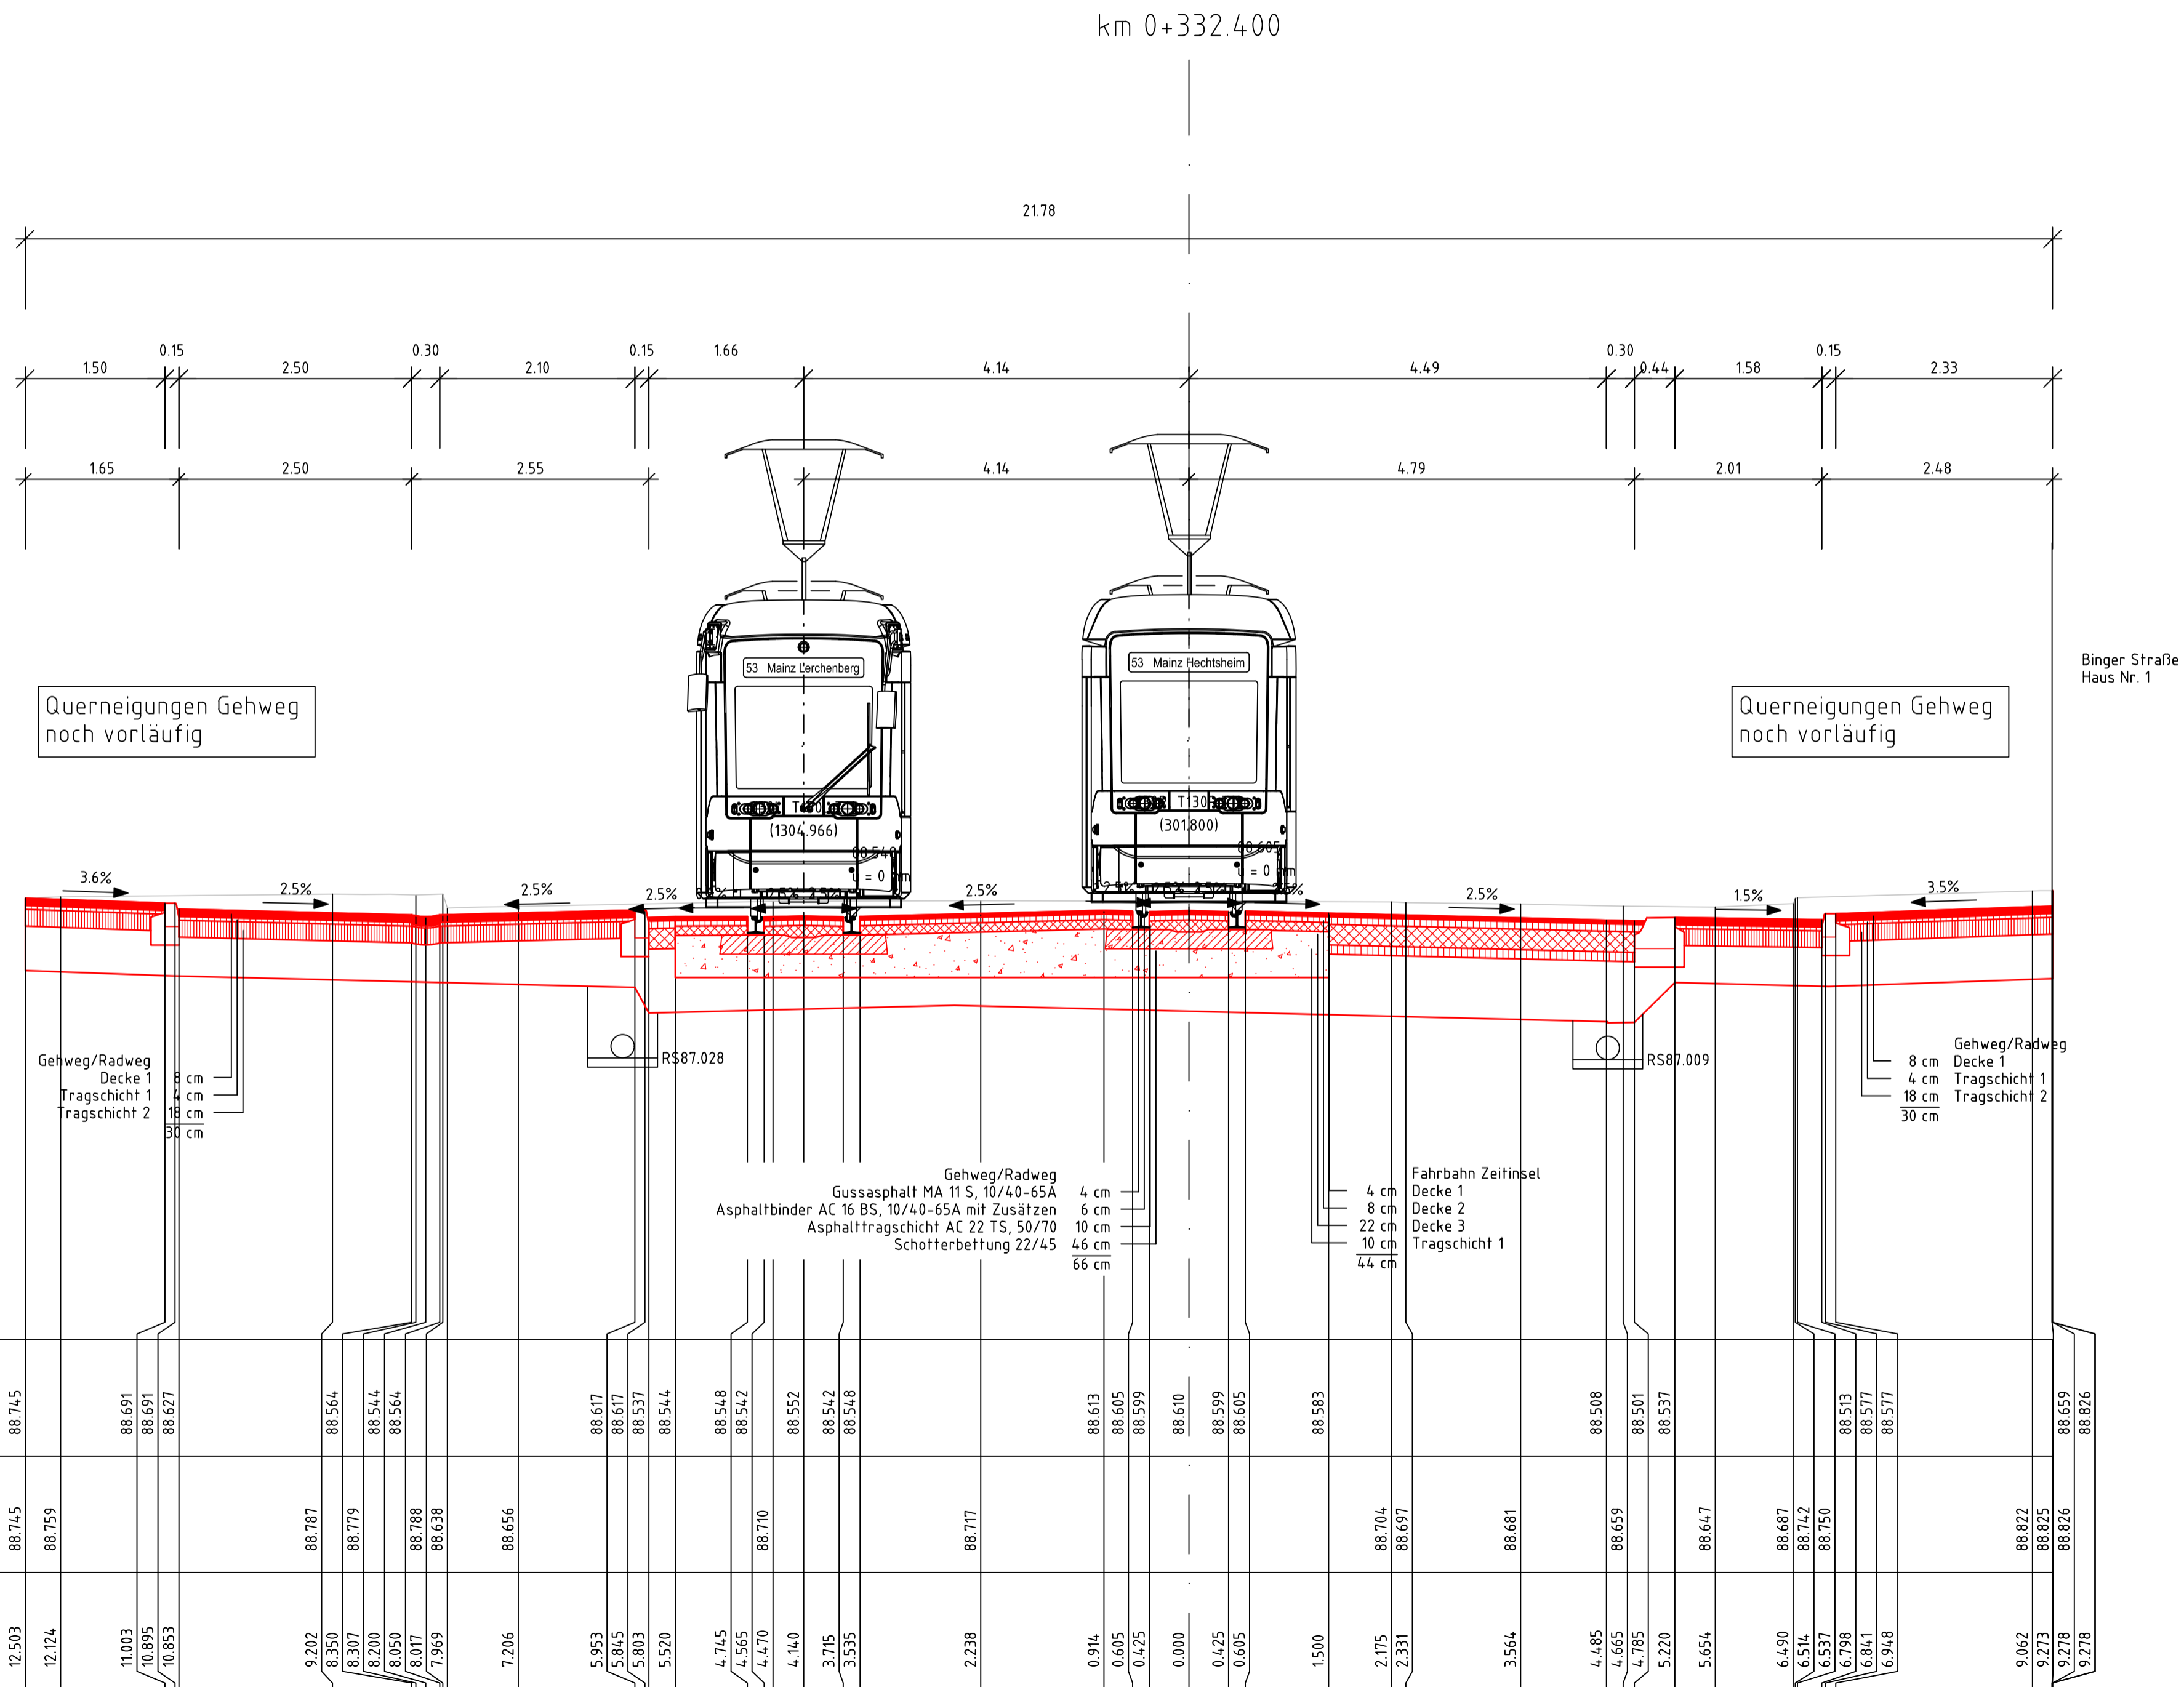 km 0+332.400
21.78
0.15 0.30 0.15 1.66 0.30 0.15
1.50 2.50 2.10 4.14 4.49 0.44 1.58 2.33
1.65 2.50 2.55 4.14 4.79 2.01 2.48
53 Mainz Lerchenberg
53 Mainz Hechtsheim
Binger Straße
Haus Nr. 1
Querneigungen Gehweg
noch vorläufig
Querneigungen Gehweg
noch vorläufig
(1304.966)
(301.800)
= 0
= 0
3.6% 2.5% 2.5% 2.5% 2.5% 2.5% 1.5% 3.5%
RS87.028
RS87.009
Gehweg/Radweg
Decke 1 8 cm
Tragschicht 1 4 cm
Tragschicht 2 18 cm
30 cm
Gehweg/Radweg
8 cm Decke 1
4 cm Tragschicht 1
18 cm Tragschicht 2
30 cm
Gehweg/Radweg
Gussasphalt MA 11 S, 10/40-65A 4 cm
Asphaltbinder AC 16 BS, 10/40-65A mit Zusätzen 6 cm
Asphalttragschicht AC 22 TS, 50/70 10 cm
Schotterbettung 22/45 46 cm
66 cm
Fahrbahn Zeitinsel
4 cm Decke 1
8 cm Decke 2
22 cm Decke 3
10 cm Tragschicht 1
44 cm
88.745 88.691 88.691 88.627 88.564 88.544 88.564 88.617 88.617 88.537 88.544 88.548 88.542 88.552 88.542 88.548 88.613 88.605 88.599 88.610 88.599 88.605 88.583 88.508 88.501 88.537 88.513 88.577 88.577 88.659 88.826
88.745 88.759 88.787 88.779 88.788 88.638 88.656 88.710 88.717 88.704 88.697 88.681 88.659 88.647 88.687 88.742 88.750 88.822 88.825 88.826
12.503 12.124 11.003 10.895 10.853 9.202 8.350 8.307 8.200 8.050 8.017 7.969 7.206 5.953 5.845 5.803 5.520 4.745 4.565 4.470 4.140 3.715 3.535 2.238 0.914 0.605 0.425 0.000 0.425 0.605 1.500 2.175 2.331 3.564 4.485 4.665 4.785 5.220 5.654 6.490 6.514 6.537 6.798 6.841 6.948 9.062 9.273 9.278 9.278